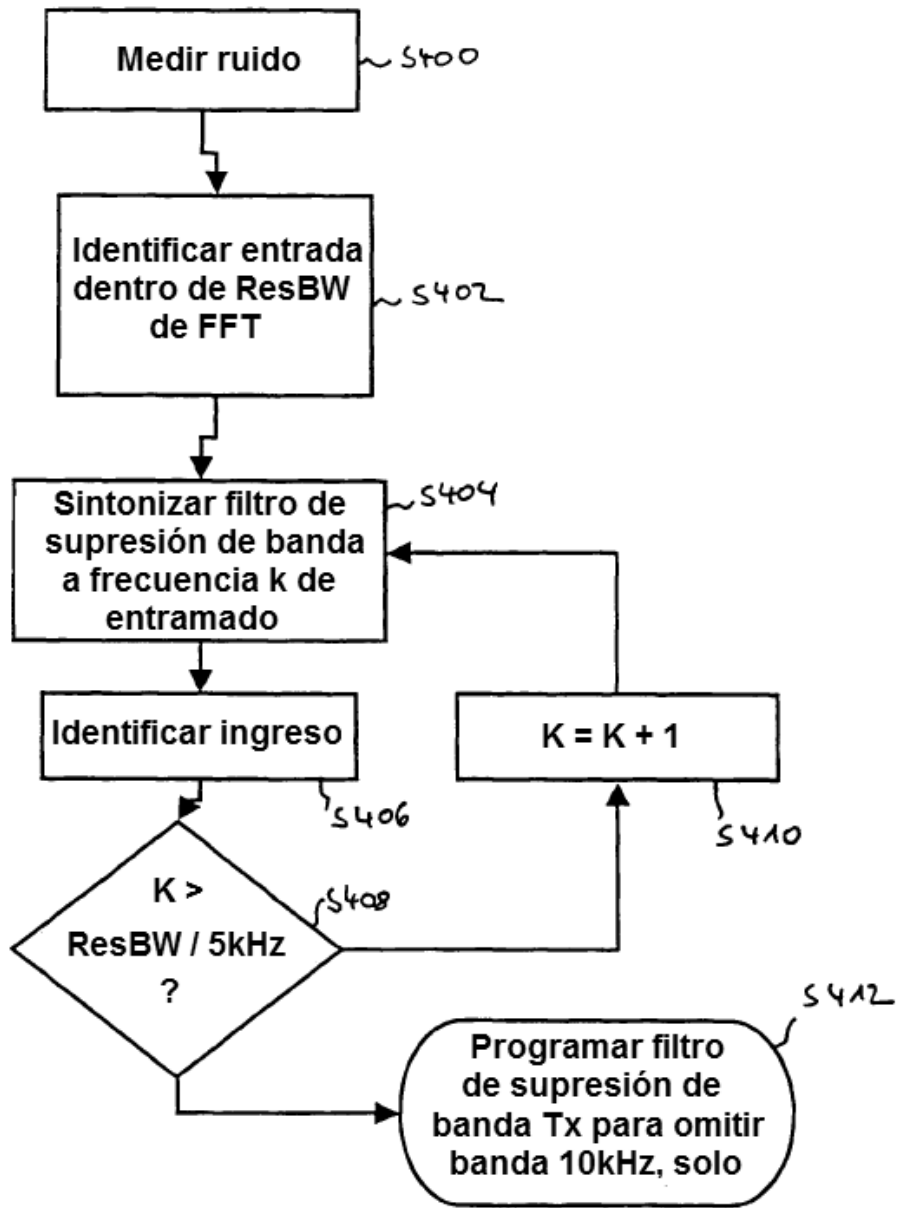 Medir ruido
S400
Identificar entrada
dentro de ResBW
de FFT
S402
Sintonizar filtro de
supresión de banda
a frecuencia k de
entramado
S404
Identificar ingreso
S406
K = K + 1
S410
K >
ResBW / 5kHz
?
S408
Programar filtro
de supresión de
banda Tx para omitir
banda 10kHz, solo
S412